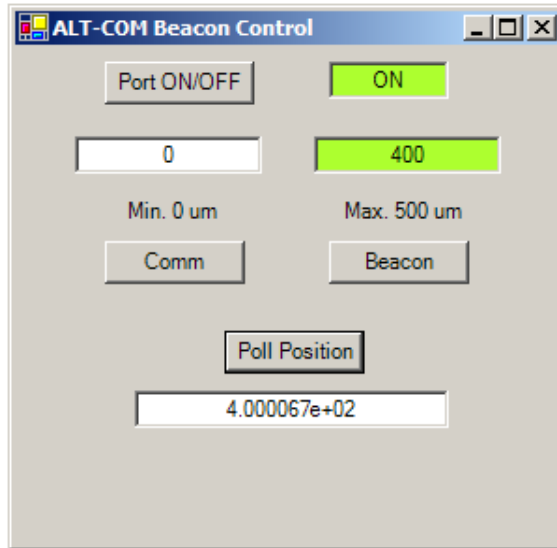 ALT-COM Beacon Control
Port ON/OFF ON
0 400
Min. 0 um Max. 500 um
Comm Beacon
Poll Position
4.000067e+02